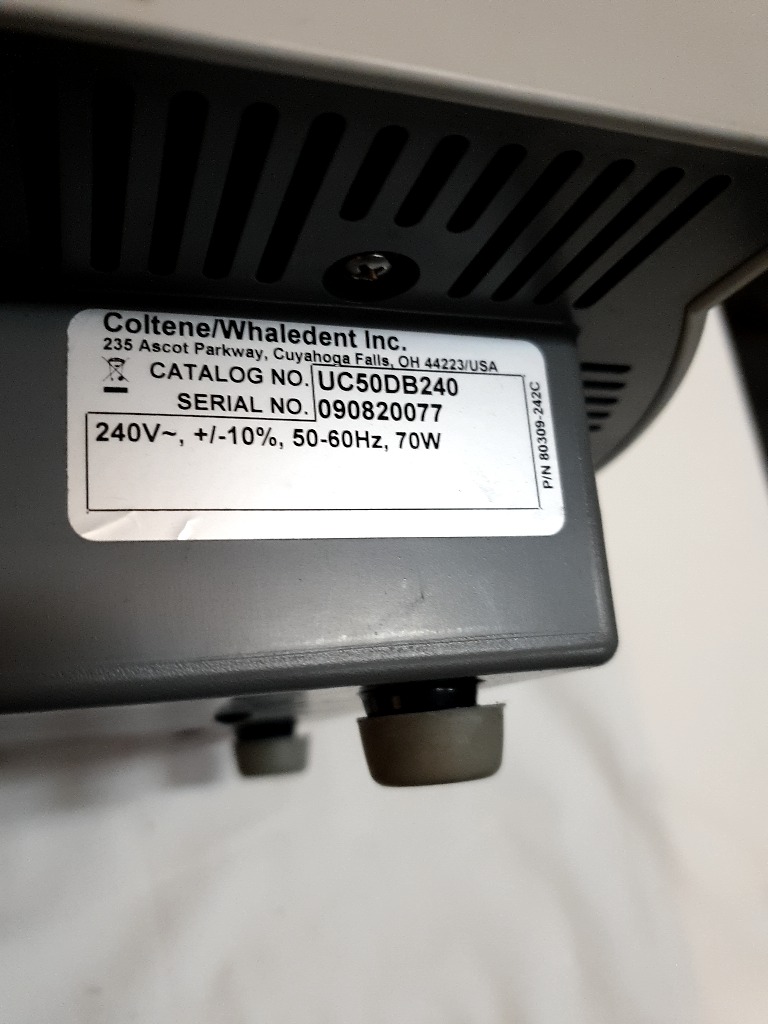 Coltene/Whaledent Inc.
235 Ascot Parkway, Cuyahoga Falls, OH 44223/USA
CATALOG NO. UC50DB240
SERIAL NO. 090820077
240V~, +/-10%, 50-60Hz, 70W
P/N 80309-242C